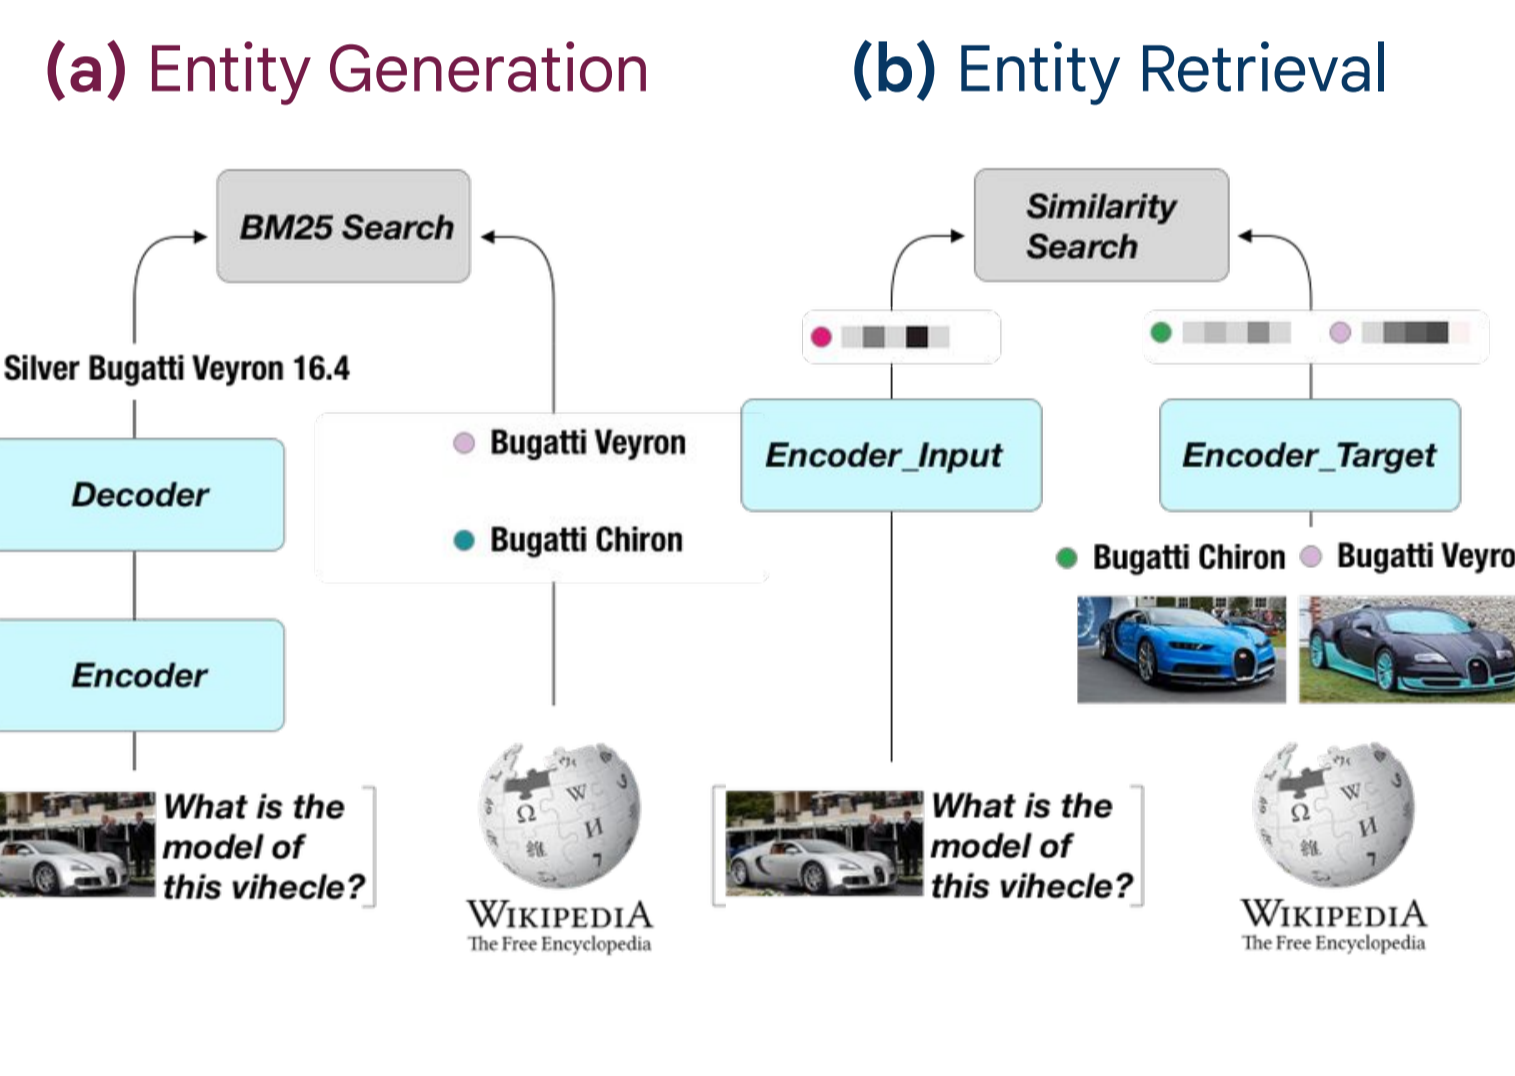 (a) Entity Generation
(b) Entity Retrieval
BM25 Search
Silver Bugatti Veyron 16.4
Decoder
Encoder
Bugatti Veyron
Bugatti Chiron
What is the
model of
this vihecle?
WIKIPEDIA
The Free Encyclopedia
Similarity
Search
Encoder_Input
Encoder_Target
Bugatti Chiron
Bugatti Veyro
What is the
model of
this vihecle?
WIKIPEDIA
The Free Encyclopedia